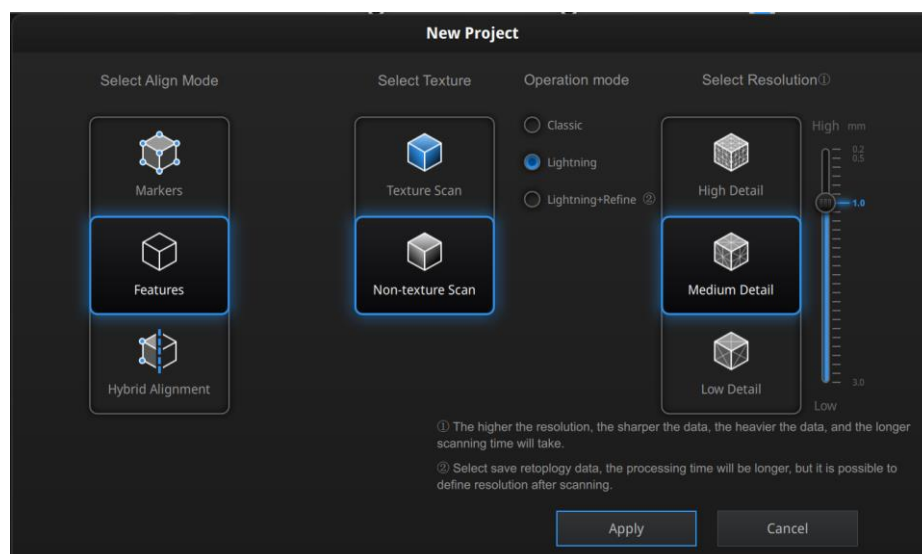 New Project
Select Align Mode
Select Texture
Operation mode
Select Resolution①
Markers
Features
Hybrid Alignment
Texture Scan
Non-texture Scan
Classic
Lightning
Lightning+Refine ②
High Detail
Medium Detail
Low Detail
High mm
0.2
0.5
1.0
3.0
Low
① The higher the resolution, the sharper the data, the heavier the data, and the longer
scanning time will take.
② Select save retoplogy data, the processing time will be longer, but it is possible to
define resolution after scanning.
Apply
Cancel